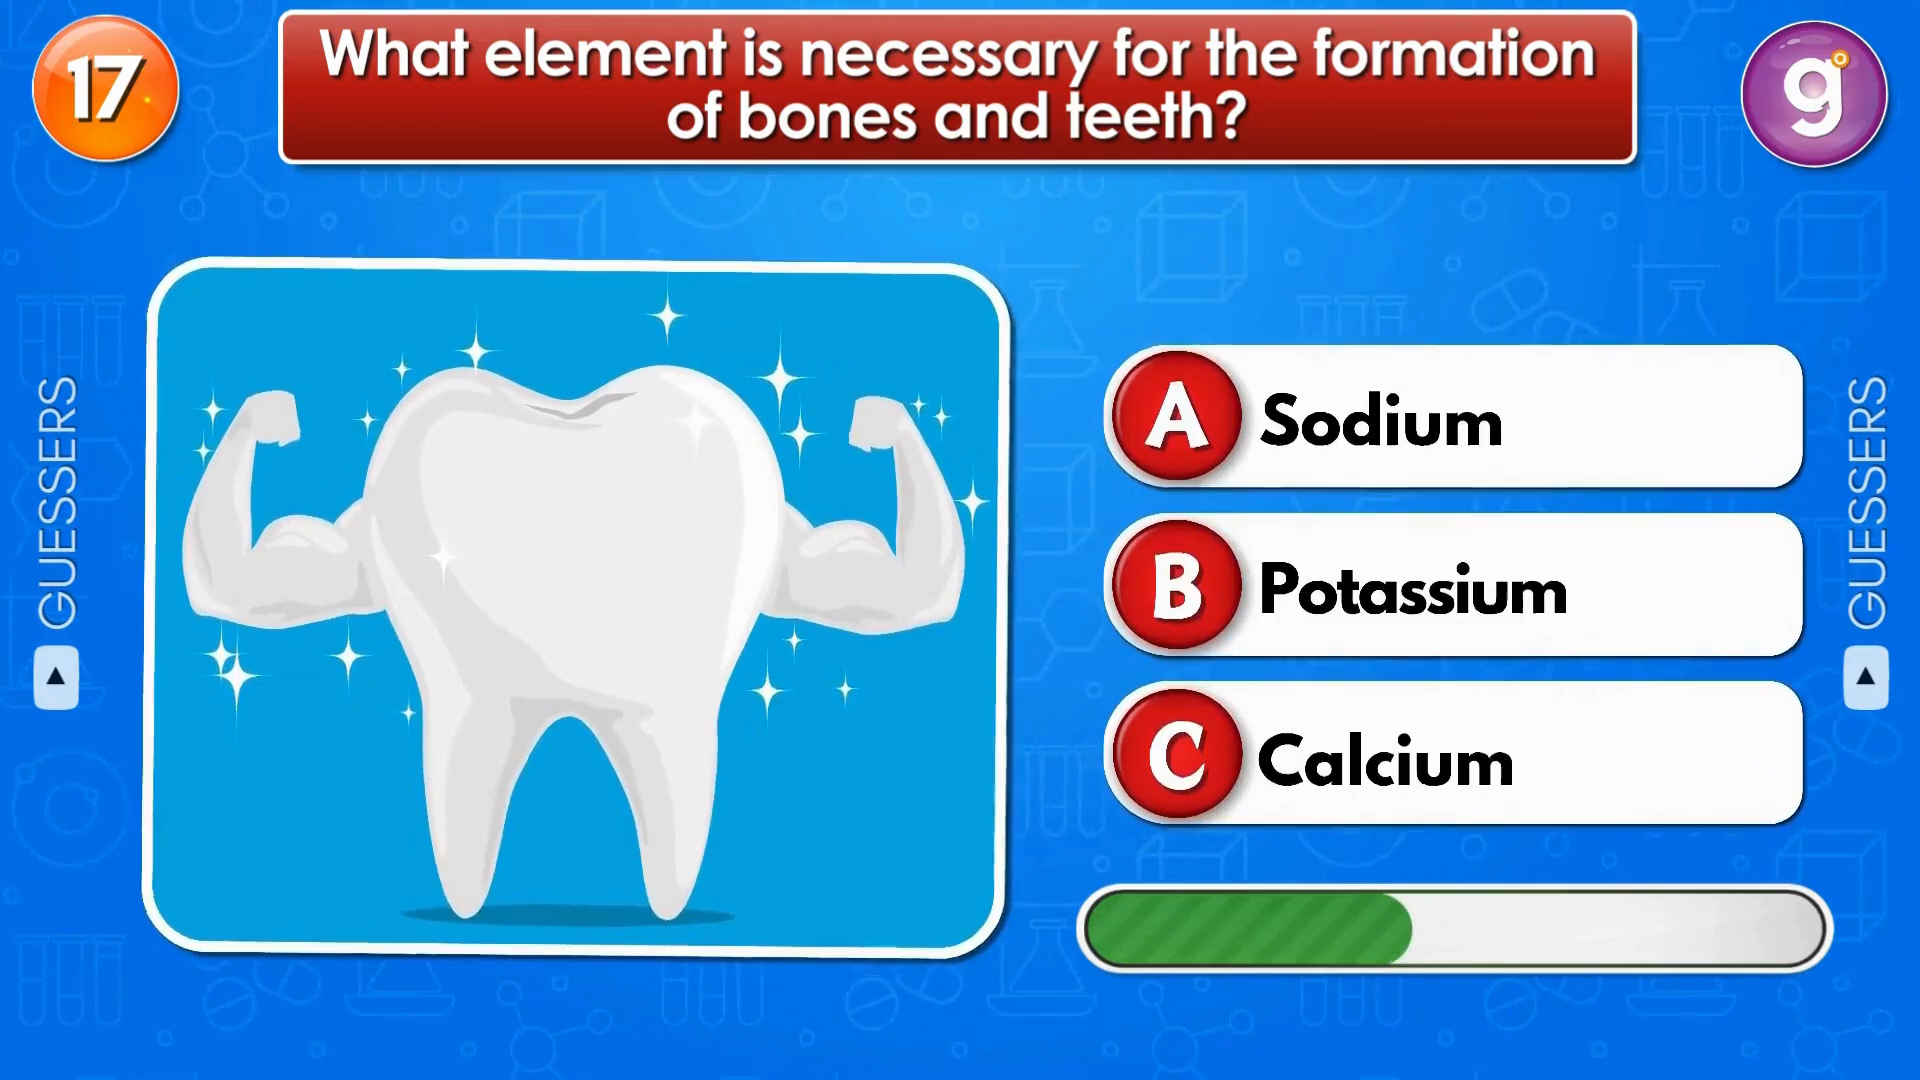 17
What element is necessary for the formation
of bones and teeth?
g
GUESSERS
A Sodium
B Potassium
C Calcium
GUESSERS